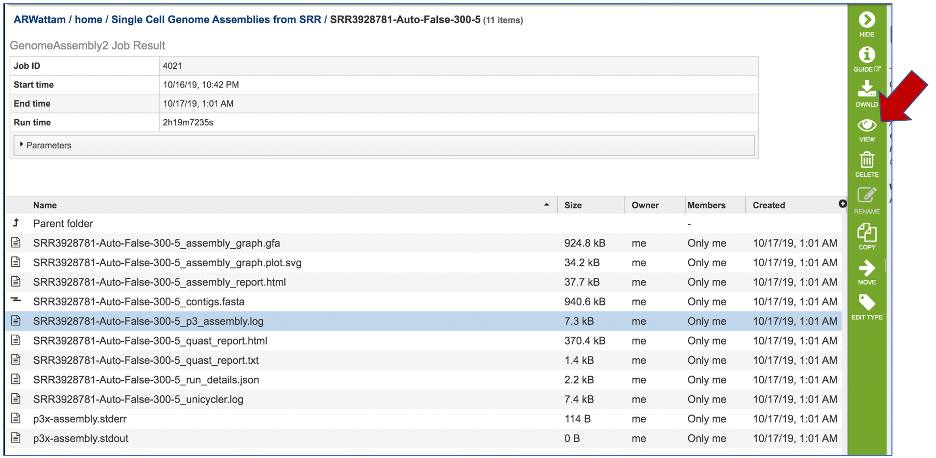 ARWattam / home / Single Cell Genome Assemblies from SRR / SRR3928781-Auto-False-300-5 (11 items)
GenomeAssembly2 Job Result
Job ID 4021
Start time 10/16/19, 10:42 PM
End time 10/17/19, 1:01 AM
Run time 2h19m7235s
Parameters
Name Size Owner Members Created
Parent folder -
SRR3928781-Auto-False-300-5_assembly_graph.gfa 924.8 kB me Only me 10/17/19, 1:01 AM
SRR3928781-Auto-False-300-5_assembly_graph.plot.svg 34.2 kB me Only me 10/17/19, 1:01 AM
SRR3928781-Auto-False-300-5_assembly_report.html 37.7 kB me Only me 10/17/19, 1:01 AM
SRR3928781-Auto-False-300-5_contigs.fasta 940.6 kB me Only me 10/17/19, 1:01 AM
SRR3928781-Auto-False-300-5_p3_assembly.log 7.3 kB me Only me 10/17/19, 1:01 AM
SRR3928781-Auto-False-300-5_quast_report.html 370.4 kB me Only me 10/17/19, 1:01 AM
SRR3928781-Auto-False-300-5_quast_report.txt 1.4 kB me Only me 10/17/19, 1:01 AM
SRR3928781-Auto-False-300-5_run_details.json 2.2 kB me Only me 10/17/19, 1:01 AM
SRR3928781-Auto-False-300-5_unicycler.log 7.4 kB me Only me 10/17/19, 1:01 AM
p3x-assembly.stderr 114 B me Only me 10/17/19, 1:01 AM
p3x-assembly.stdout 0 B me Only me 10/17/19, 1:01 AM
HIDE
GUIDE
DWNLD
VIEW
DELETE
RENAME
COPY
MOVE
EDIT TYPE